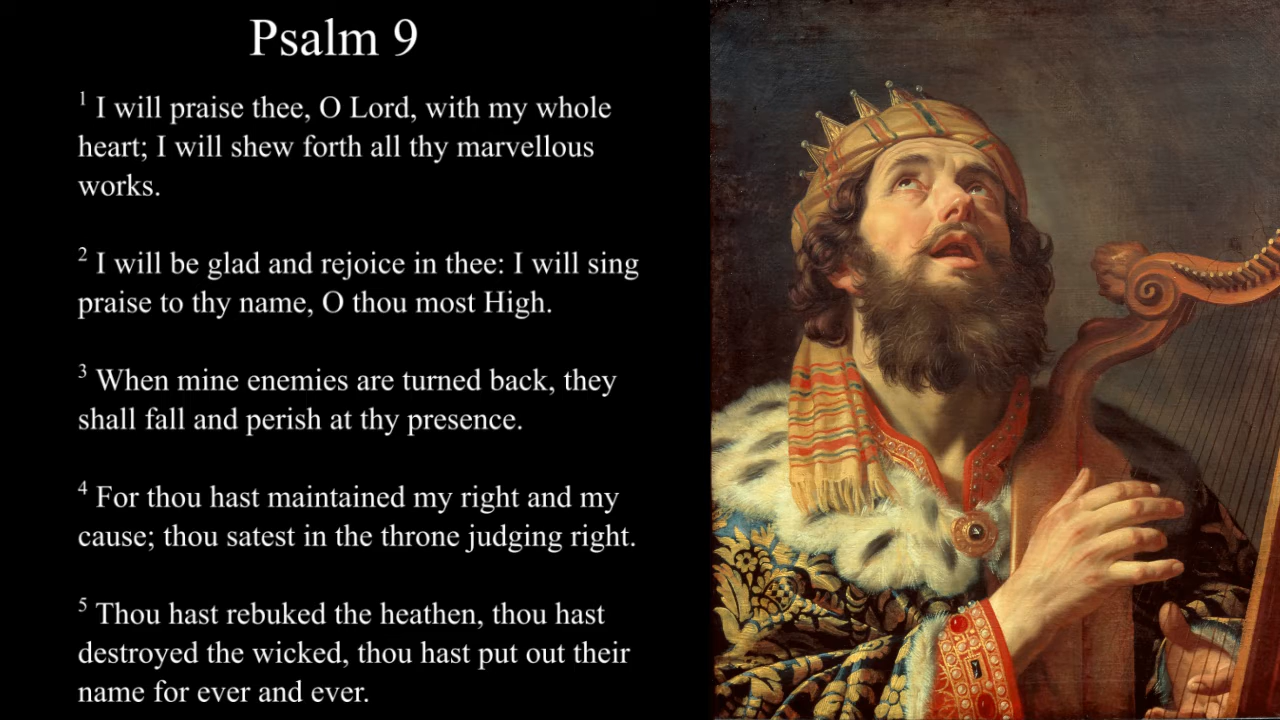 Psalm 9
1 I will praise thee, O Lord, with my whole
heart; I will shew forth all thy marvellous
works.
2 I will be glad and rejoice in thee: I will sing
praise to thy name, O thou most High.
3 When mine enemies are turned back, they
shall fall and perish at thy presence.
4 For thou hast maintained my right and my
cause; thou satest in the throne judging right.
5 Thou hast rebuked the heathen, thou hast
destroyed the wicked, thou hast put out their
name for ever and ever.